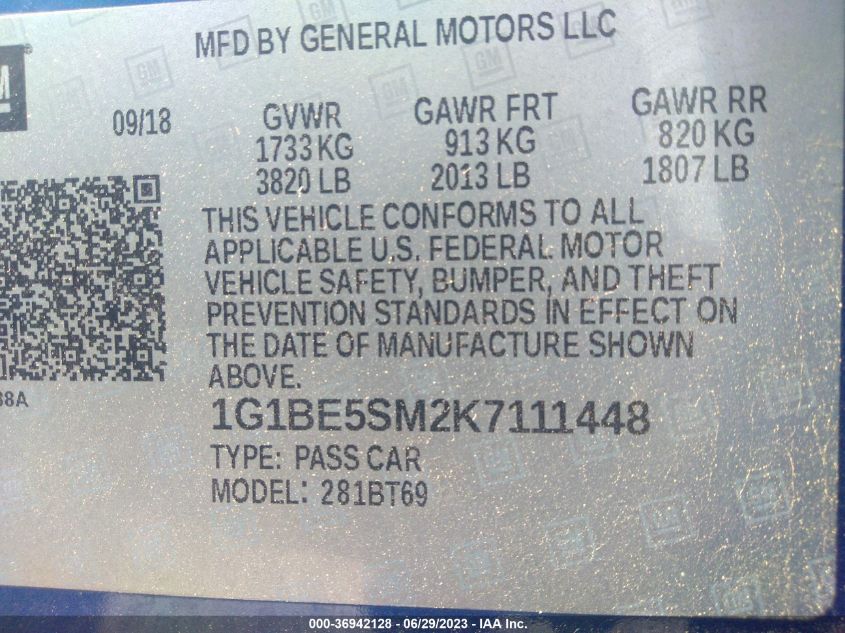 MFD BY GENERAL MOTORS LLC
09/18
GVWR
1733 KG
3820 LB
GAWR FRT
913 KG
2013 LB
GAWR RR
820 KG
1807 LB
THIS VEHICLE CONFORMS TO ALL
APPLICABLE U.S. FEDERAL MOTOR
VEHICLE SAFETY, BUMPER, AND THEFT
PREVENTION STANDARDS IN EFFECT ON
THE DATE OF MANUFACTURE SHOWN
ABOVE.
1G1BE5SM2K7111448
TYPE: PASS CAR
MODEL: 281BT69
000-36942128 - 06/29/2023 - IAA Inc.